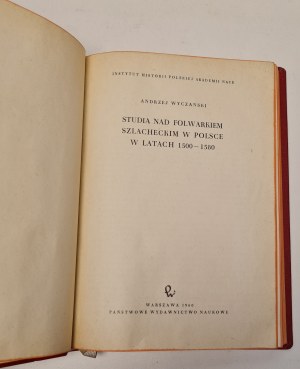 INSTYTUT HISTORII POLSKIEJ AKADEMII NAUK
ANDRZEJ WYCZAŃSKI
STUDIA NAD FOLWARKIEM
SZLACHECKIM W POLSCE
W LATACH 1500–1580
WARSZAWA 1960
PAŃSTWOWE WYDAWNICTWO NAUKOWE